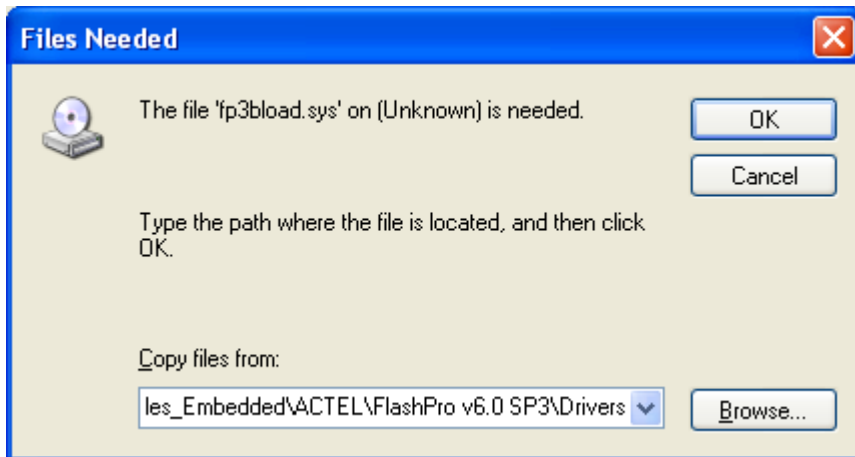 Files Needed
The file 'fp3bload.sys' on (Unknown) is needed.
OK
Cancel
Type the path where the file is located, and then click
OK.
Copy files from:
les_Embedded\ACTEL\FlashPro v6.0 SP3\Drivers
Browse...